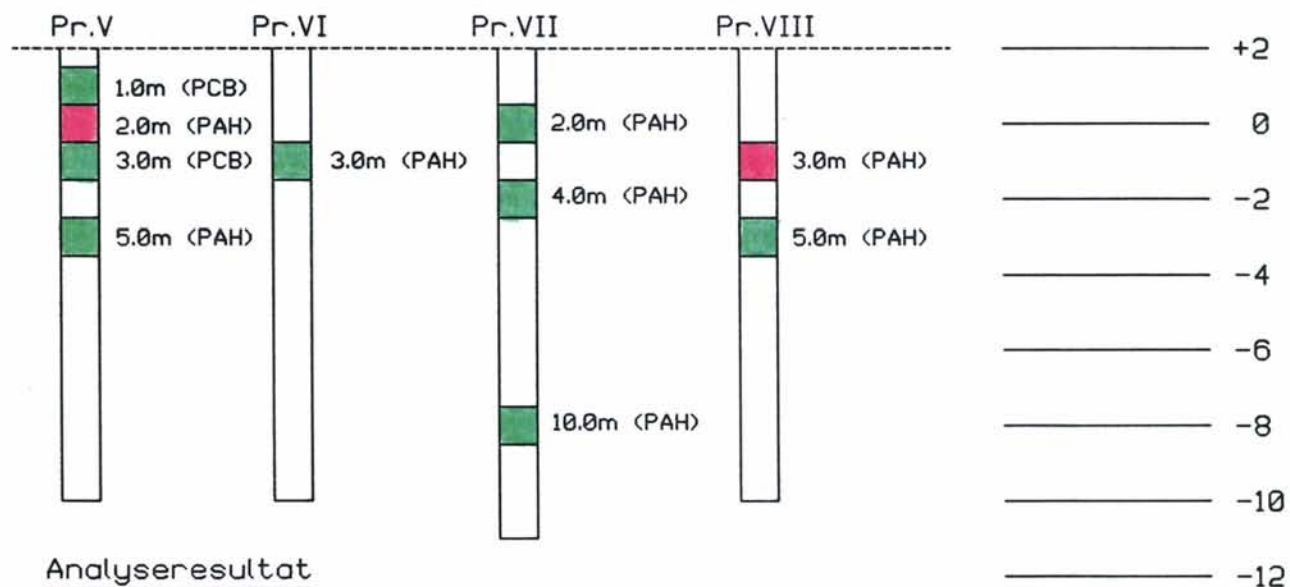 Pr.V Pr.VI Pr.VII Pr.VIII
+2
1.0m (PCB)
2.0m (PAH) 2.0m (PAH) 0
3.0m (PCB) 3.0m (PAH) 3.0m (PAH)
4.0m (PAH) -2
5.0m (PAH) 5.0m (PAH)
-4
-6
10.0m (PAH) -8
-10
Analyseresultat
-12